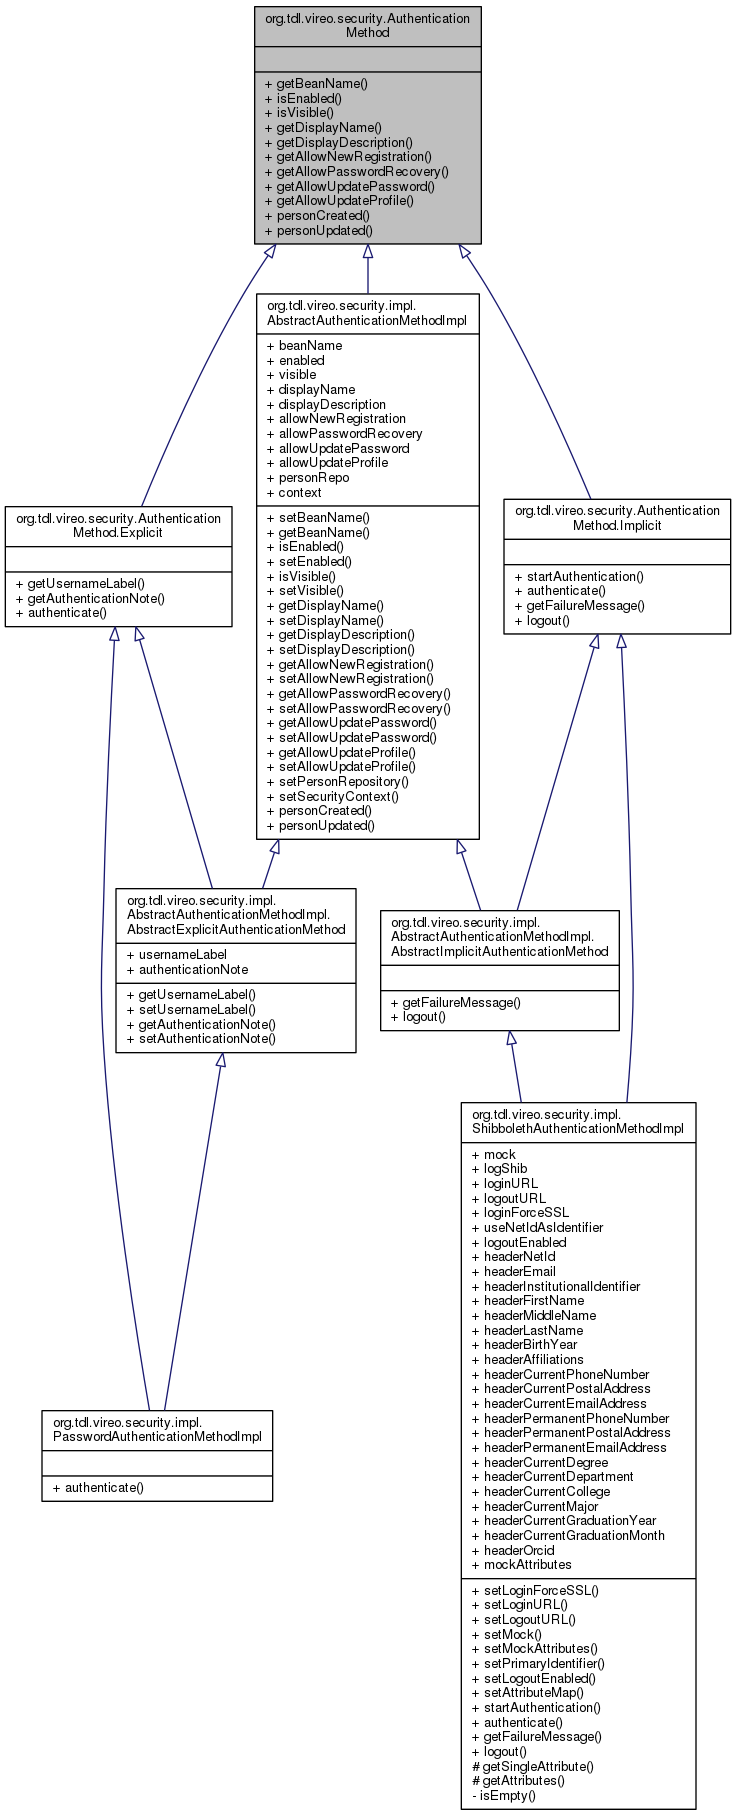 org.tdl.vireo.security.Authentication
Method
+ getBeanName()
+ isEnabled()
+ isVisible()
+ getDisplayName()
+ getDisplayDescription()
+ getAllowNewRegistration()
+ getAllowPasswordRecovery()
+ getAllowUpdatePassword()
+ getAllowUpdateProfile()
+ personCreated()
+ personUpdated()
org.tdl.vireo.security.impl.
AbstractAuthenticationMethodImpl
+ beanName
+ enabled
+ visible
+ displayName
+ displayDescription
+ allowNewRegistration
+ allowPasswordRecovery
+ allowUpdatePassword
+ allowUpdateProfile
+ personRepo
+ context
+ setBeanName()
+ getBeanName()
+ isEnabled()
+ setEnabled()
+ isVisible()
+ setVisible()
+ getDisplayName()
+ setDisplayName()
+ getDisplayDescription()
+ setDisplayDescription()
+ getAllowNewRegistration()
+ setAllowNewRegistration()
+ getAllowPasswordRecovery()
+ setAllowPasswordRecovery()
+ getAllowUpdatePassword()
+ setAllowUpdatePassword()
+ getAllowUpdateProfile()
+ setAllowUpdateProfile()
+ setPersonRepository()
+ setSecurityContext()
+ personCreated()
+ personUpdated()
org.tdl.vireo.security.Authentication
Method.Explicit
+ getUsernameLabel()
+ getAuthenticationNote()
+ authenticate()
org.tdl.vireo.security.Authentication
Method.Implicit
+ startAuthentication()
+ authenticate()
+ getFailureMessage()
+ logout()
org.tdl.vireo.security.impl.
AbstractAuthenticationMethodImpl.
AbstractExplicitAuthenticationMethod
+ usernameLabel
+ authenticationNote
+ getUsernameLabel()
+ setUsernameLabel()
+ getAuthenticationNote()
+ setAuthenticationNote()
org.tdl.vireo.security.impl.
AbstractAuthenticationMethodImpl.
AbstractImplicitAuthenticationMethod
+ getFailureMessage()
+ logout()
org.tdl.vireo.security.impl.
ShibbolethAuthenticationMethodImpl
+ mock
+ logShib
+ loginURL
+ logoutURL
+ loginForceSSL
+ useNetIdAsIdentifier
+ logoutEnabled
+ headerNetId
+ headerEmail
+ headerInstitutionalIdentifier
+ headerFirstName
+ headerMiddleName
+ headerLastName
+ headerBirthYear
+ headerAffiliations
+ headerCurrentPhoneNumber
+ headerCurrentPostalAddress
+ headerCurrentEmailAddress
+ headerPermanentPhoneNumber
+ headerPermanentPostalAddress
+ headerPermanentEmailAddress
+ headerCurrentDegree
+ headerCurrentDepartment
+ headerCurrentCollege
+ headerCurrentMajor
+ headerCurrentGraduationYear
+ headerCurrentGraduationMonth
+ headerOrcid
+ mockAttributes
+ setLoginForceSSL()
+ setLoginURL()
+ setLogoutURL()
+ setMock()
+ setMockAttributes()
+ setPrimaryIdentifier()
+ setLogoutEnabled()
+ setAttributeMap()
+ startAuthentication()
+ authenticate()
+ getFailureMessage()
+ logout()
# getSingleAttribute()
# getAttributes()
- isEmpty()
org.tdl.vireo.security.impl.
PasswordAuthenticationMethodImpl
+ authenticate()